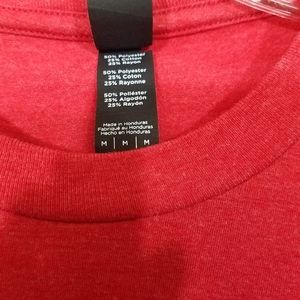 50% Polyester
25% Cotton
25% Rayon
50% Polyester
25% Coton
25% Rayonne
50% Poliéster
25% Algodón
25% Rayón
Made in Honduras
Fabriqué au Honduras
Hecho en Honduras
M | M | M